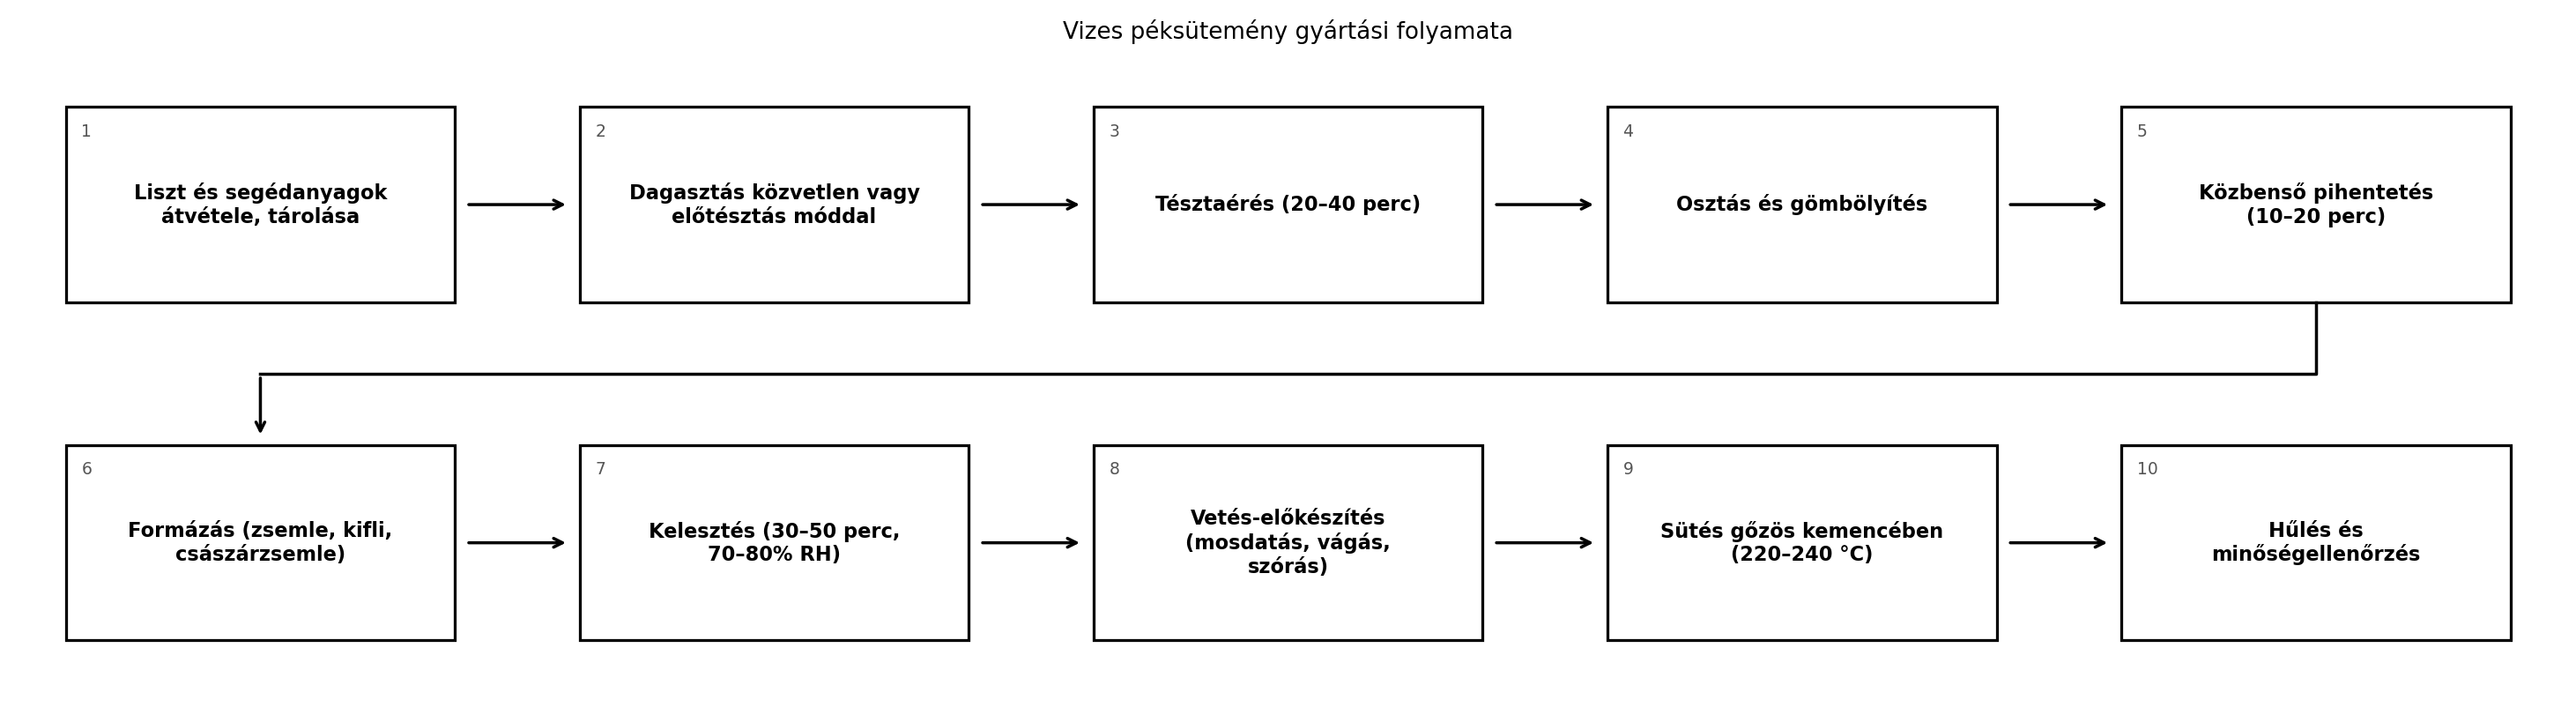 Vizes péksütemény gyártási folyamata
1
Liszt és segédanyagok
átvétele, tárolása
2
Dagasztás közvetlen vagy
előtésztás móddal
3
Tésztaérés (20–40 perc)
4
Osztás és gömbölyítés
5
Közbenső pihentetés
(10–20 perc)
6
Formázás (zsemle, kifli,
császárzsemle)
7
Kelesztés (30–50 perc,
70–80% RH)
8
Vetés-előkészítés
(mosdatás, vágás,
szórás)
9
Sütés gőzös kemencében
(220–240 °C)
10
Hűlés és
minőségellenőrzés